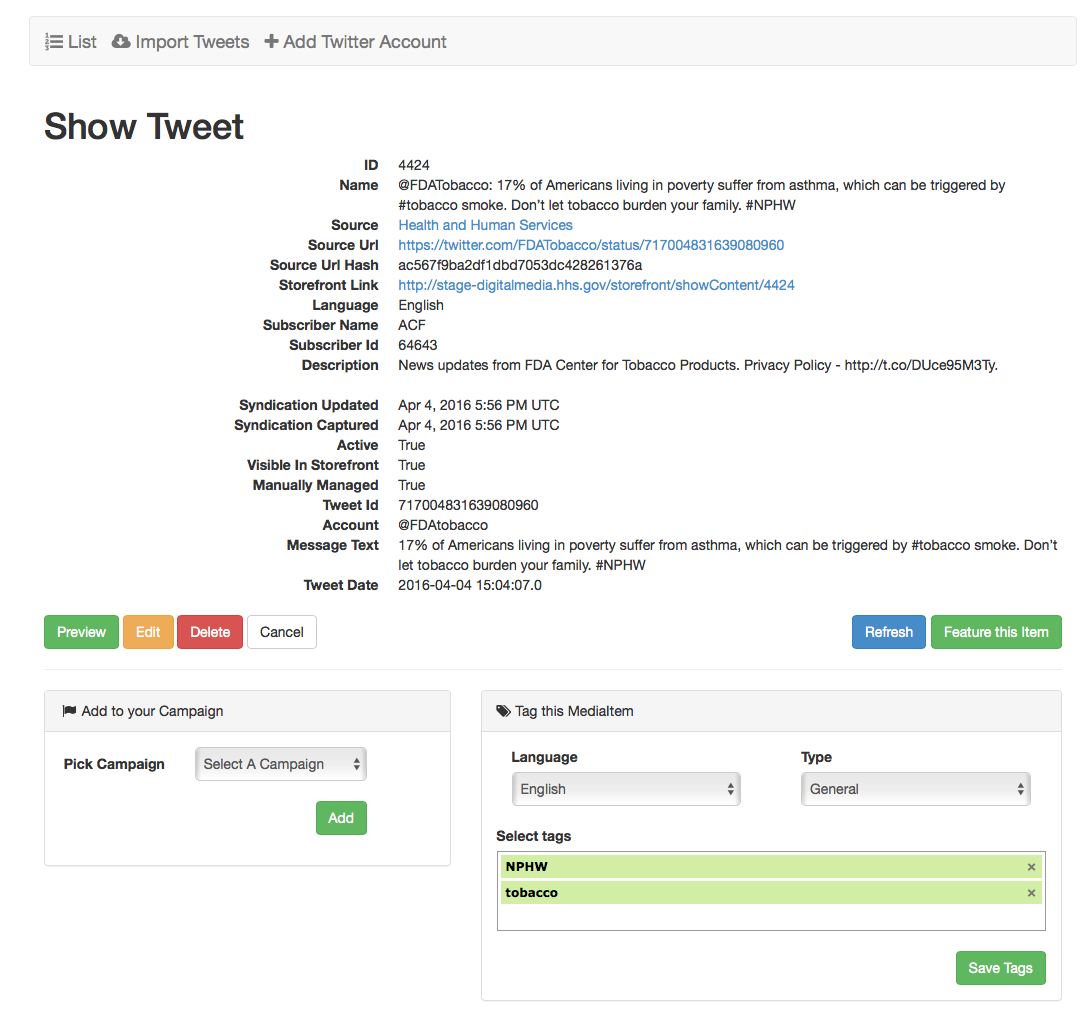 List Import Tweets Add Twitter Account
Show Tweet
ID 4424
Name @FDATobacco: 17% of Americans living in poverty suffer from asthma, which can be triggered by
#tobacco smoke. Don't let tobacco burden your family. #NPHW
Source Health and Human Services
Source Url https://twitter.com/FDATobacco/status/717004831639080960
Source Url Hash ac567f9ba2df1dbd7053dc428261376a
Storefront Link http://stage-digitalmedia.hhs.gov/storefront/showContent/4424
Language English
Subscriber Name ACF
Subscriber Id 64643
Description News updates from FDA Center for Tobacco Products. Privacy Policy - http://t.co/DUce95M3Ty.
Syndication Updated Apr 4, 2016 5:56 PM UTC
Syndication Captured Apr 4, 2016 5:56 PM UTC
Active True
Visible In Storefront True
Manually Managed True
Tweet Id 717004831639080960
Account @FDAtobacco
Message Text 17% of Americans living in poverty suffer from asthma, which can be triggered by #tobacco smoke. Don't
let tobacco burden your family. #NPHW
Tweet Date 2016-04-04 15:04:07.0
Preview Edit Delete Cancel Refresh Feature this Item
Add to your Campaign
Pick Campaign Select A Campaign
Add
Tag this MediaItem
Language Type
English General
Select tags
NPHW ×
tobacco ×
Save Tags